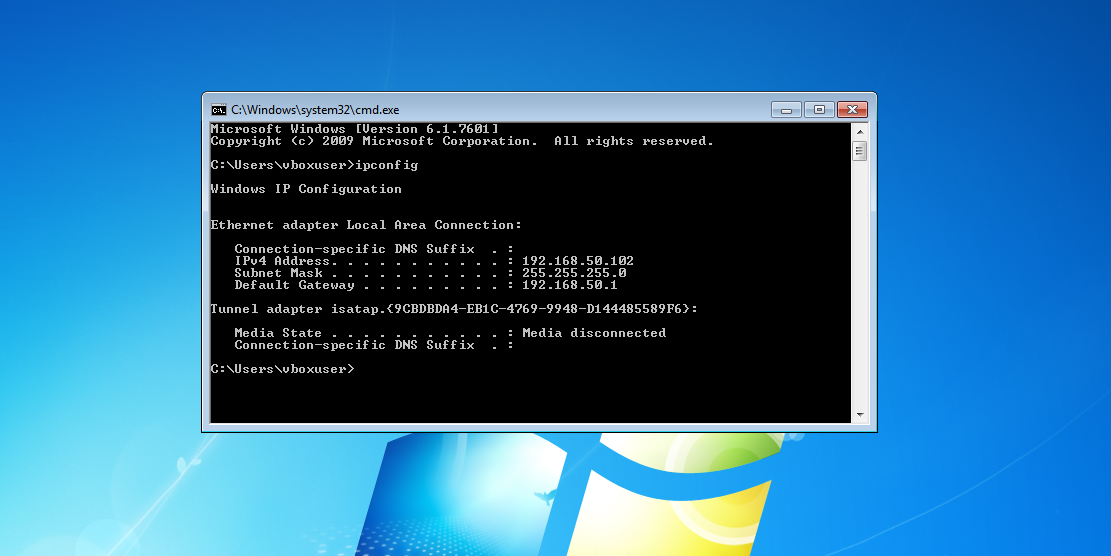 C:\Windows\system32\cmd.exe
Microsoft Windows [Version 6.1.7601]
Copyright (c) 2009 Microsoft Corporation.  All rights reserved.
C:\Users\vboxuser>ipconfig
Windows IP Configuration
Ethernet adapter Local Area Connection:
   Connection-specific DNS Suffix  . :
   IPv4 Address. . . . . . . . . . . : 192.168.50.102
   Subnet Mask . . . . . . . . . . . : 255.255.255.0
   Default Gateway . . . . . . . . . : 192.168.50.1
Tunnel adapter isatap.{9CBDBDA4-EB1C-4769-9948-D144485589F6}:
   Media State . . . . . . . . . . . : Media disconnected
   Connection-specific DNS Suffix  . :
C:\Users\vboxuser>